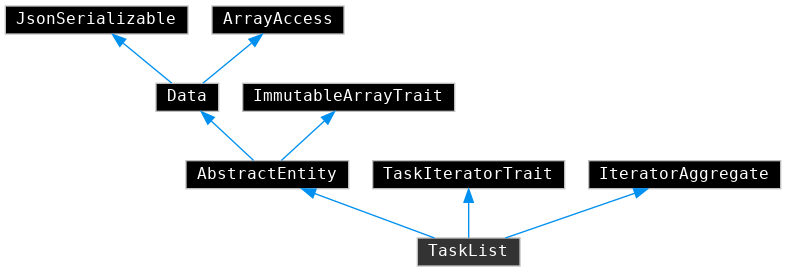 JsonSerializable
ArrayAccess
Data
ImmutableArrayTrait
AbstractEntity
TaskIteratorTrait
IteratorAggregate
TaskList